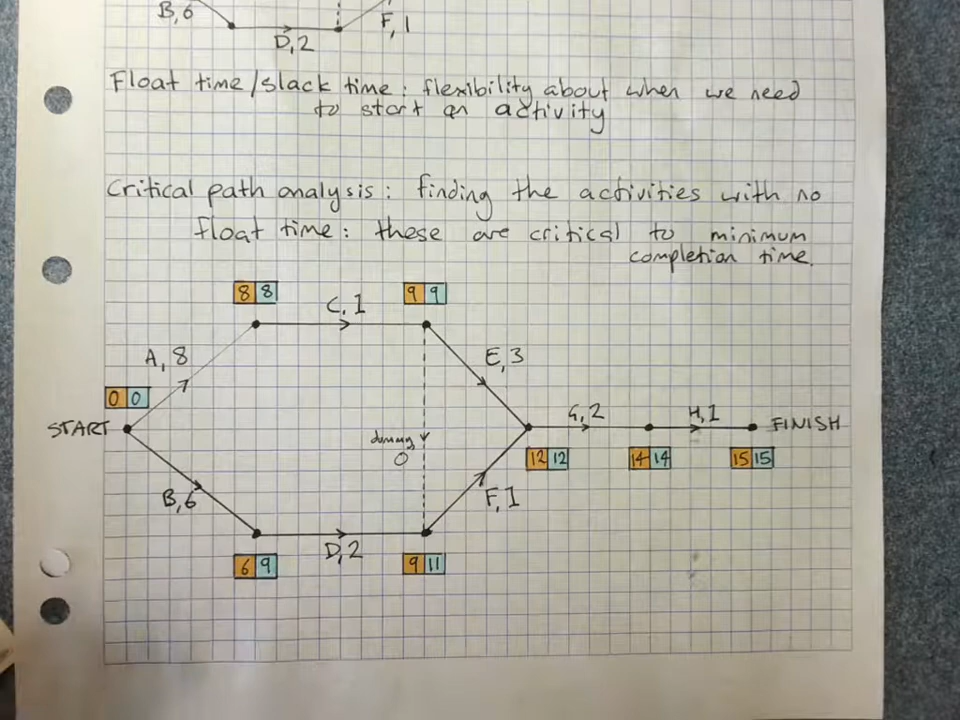 B, 6
F, 1
D, 2
Float time/slack time: flexibility about when we need
to start an activity
Critical path analysis: finding the activities with no
float time: these are critical to minimum
completion time.
8 8
9 9
C, 1
A, 8
E, 3
0 0
START
G, 2
H, 1
FINISH
dummy
0
12 12
14 14
15 15
B, 6
F, 1
D, 2
6 9
9 11